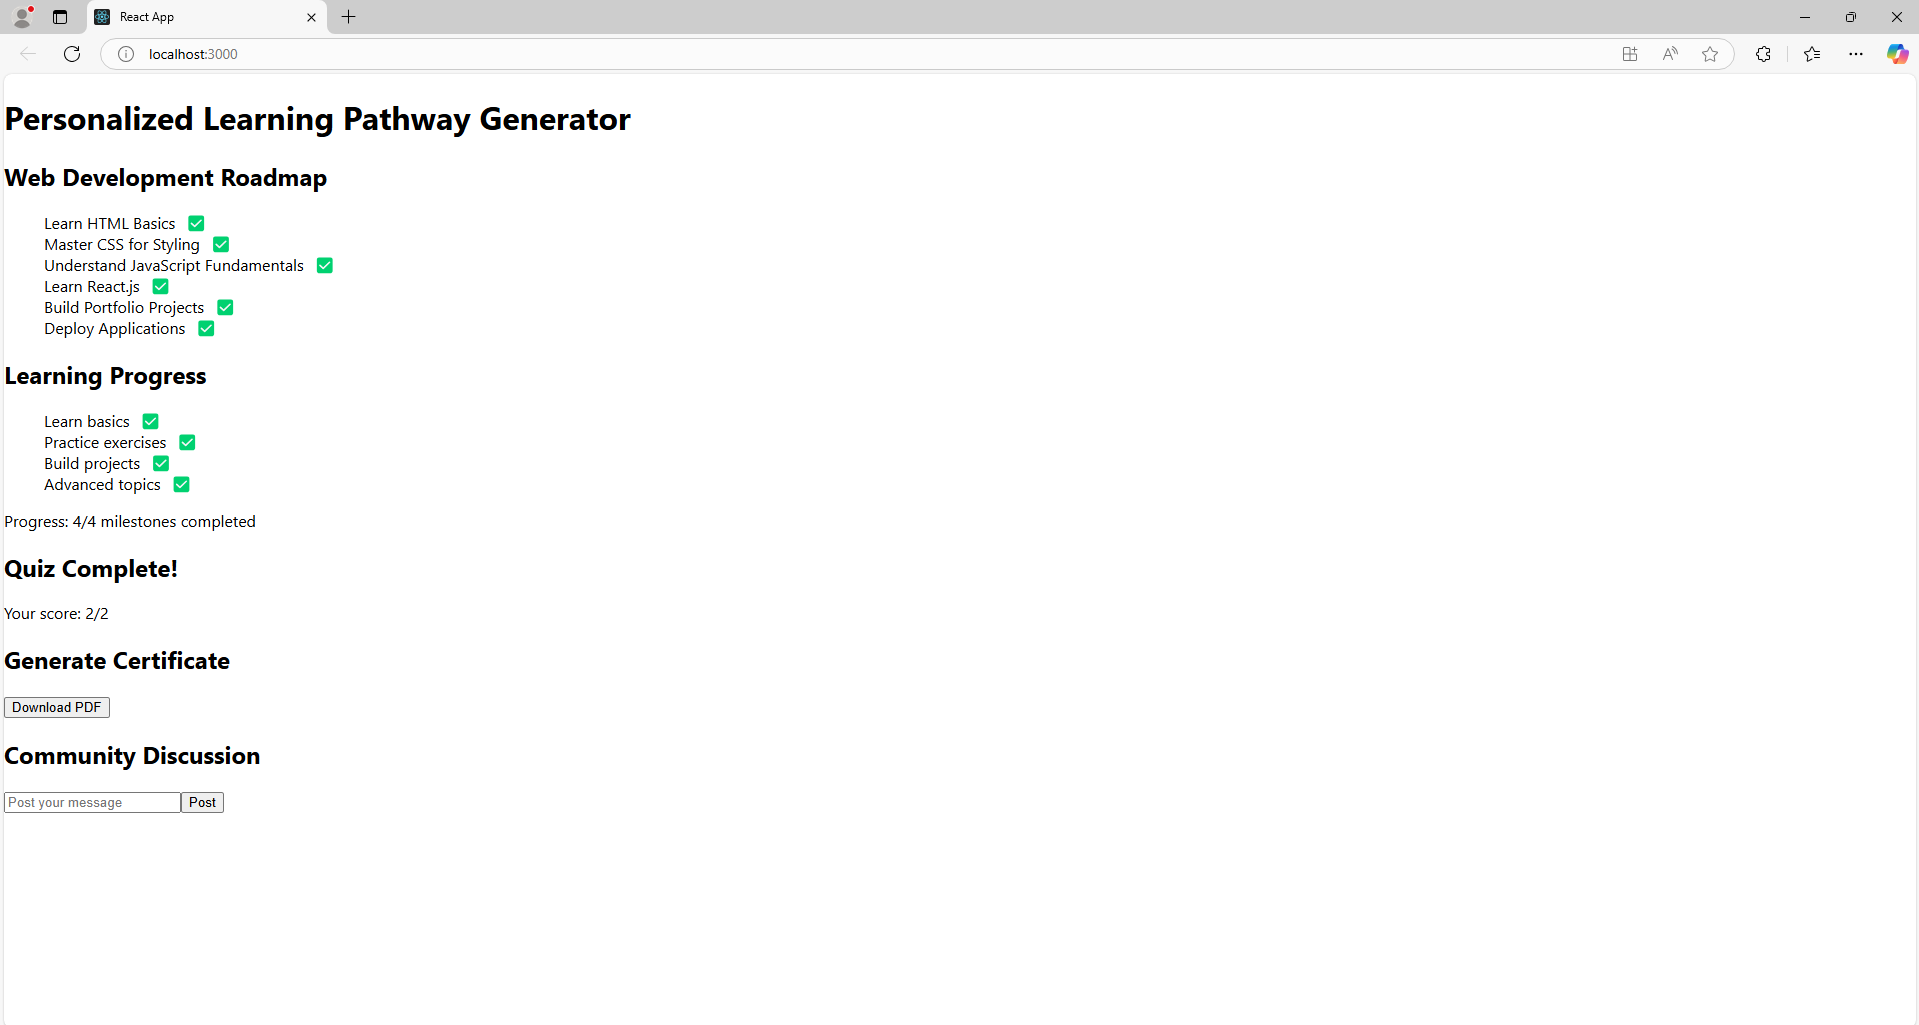 React App
localhost:3000
Personalized Learning Pathway Generator
Web Development Roadmap
Learn HTML Basics ✅
Master CSS for Styling ✅
Understand JavaScript Fundamentals ✅
Learn React.js ✅
Build Portfolio Projects ✅
Deploy Applications ✅
Learning Progress
Learn basics ✅
Practice exercises ✅
Build projects ✅
Advanced topics ✅
Progress: 4/4 milestones completed
Quiz Complete!
Your score: 2/2
Generate Certificate
Download PDF
Community Discussion
Post your message Post